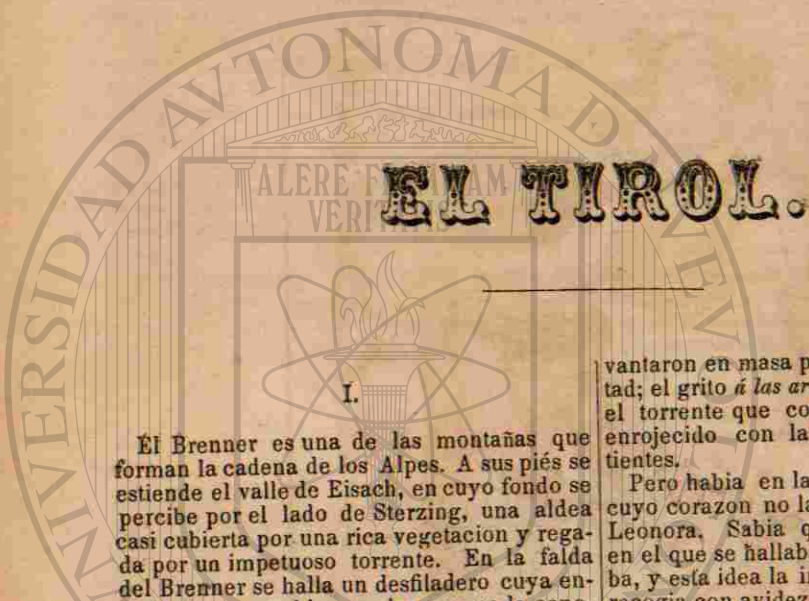 EL TIROL.
I.
Él Brenner es una de las montañas que
forman la cadena de los Alpes. A sus piés se
estiende el valle de Eisach, en cuyo fondo se
percibe por el lado de Sterzing, una aldea
casi cubierta por una rica vegetacion y rega-
da por un impetuoso torrente. En la falda
del Brenner se halla un desfiladero cuya en-
vantaron en masa p
tad; el grito á las ar
el torrente que co
enrojecido con la
tientes.
Pero habia en la
cuyo corazon no la
Leonora. Sabia q
en el que se hallab
ba, y esta idea la i
recogia con avidez
UNIVERSIDAD AUTONOMA DE NUEV
ALERE FLAMMAM
VERITATIS